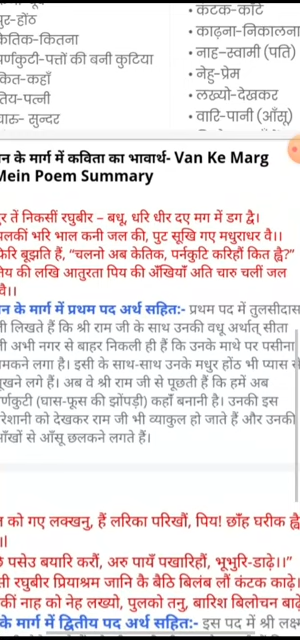 पुर-होंठ
केतिक-कितना
पर्णकुटी-पत्तों की बनी कुटिया
कित-कहाँ
तिय-पत्नी
चारु- सुन्दर
• कंटक-काँटे
• काढ़ना-निकालना
• नाह-स्वामी (पति)
• नेहु-प्रेम
• लख्यो-देखकर
• वारि-पानी (आँसू)
न के मार्ग में कविता का भावार्थ- Van Ke Marg
Mein Poem Summary
र तें निकसीं रघुबीर – बधू, धरि धीर दए मग में डग द्वै।
लकीं भरि भाल कनी जल की, पुट सूखि गए मधुराधर वै।।
फेरि बूझति हैं, "चलनो अब केतिक, पर्नकुटि करिहौं कित ह्वै?"
तिय की लखि आतुरता पिय की अँखियाँ अति चारु चलीं जल
वै।।
न के मार्ग में प्रथम पद अर्थ सहित:- प्रथम पद में तुलसीदास
जी लिखते हैं कि श्री राम जी के साथ उनकी वधू अर्थात् सीता
जी अभी नगर से बाहर निकली ही हैं कि उनके माथे पर पसीना
मकने लगा है। इसी के साथ-साथ उनके मधुर होंठ भी प्यास से
सूखने लगे हैं। अब वे श्री राम जी से पूछती हैं कि हमें अब
र्णकुटी (घास-फूस की झोंपड़ी) कहाँ बनानी है। उनकी इस
रेशानी को देखकर राम जी भी व्याकुल हो जाते हैं और उनकी
आँखों से आँसू छलकने लगते हैं।
को गए लक्खनु, हैं लरिका परिखौं, पिय! छाँह घरीक ह्वै
।।
पसेउ बयारि करौं, अरु पायँ पखारिहौं, भूभुरि-डाढ़े।।"
सी रघुबीर प्रियाश्रम जानि कै बैठि बिलंब लौं कंटक काढ़े।
कीं नाह को नेह लख्यो, पुलको तनु, बारिश बिलोचन बाढ़े
के मार्ग में द्वितीय पद अर्थ सहित:- इस पद में श्री लक्ष्म